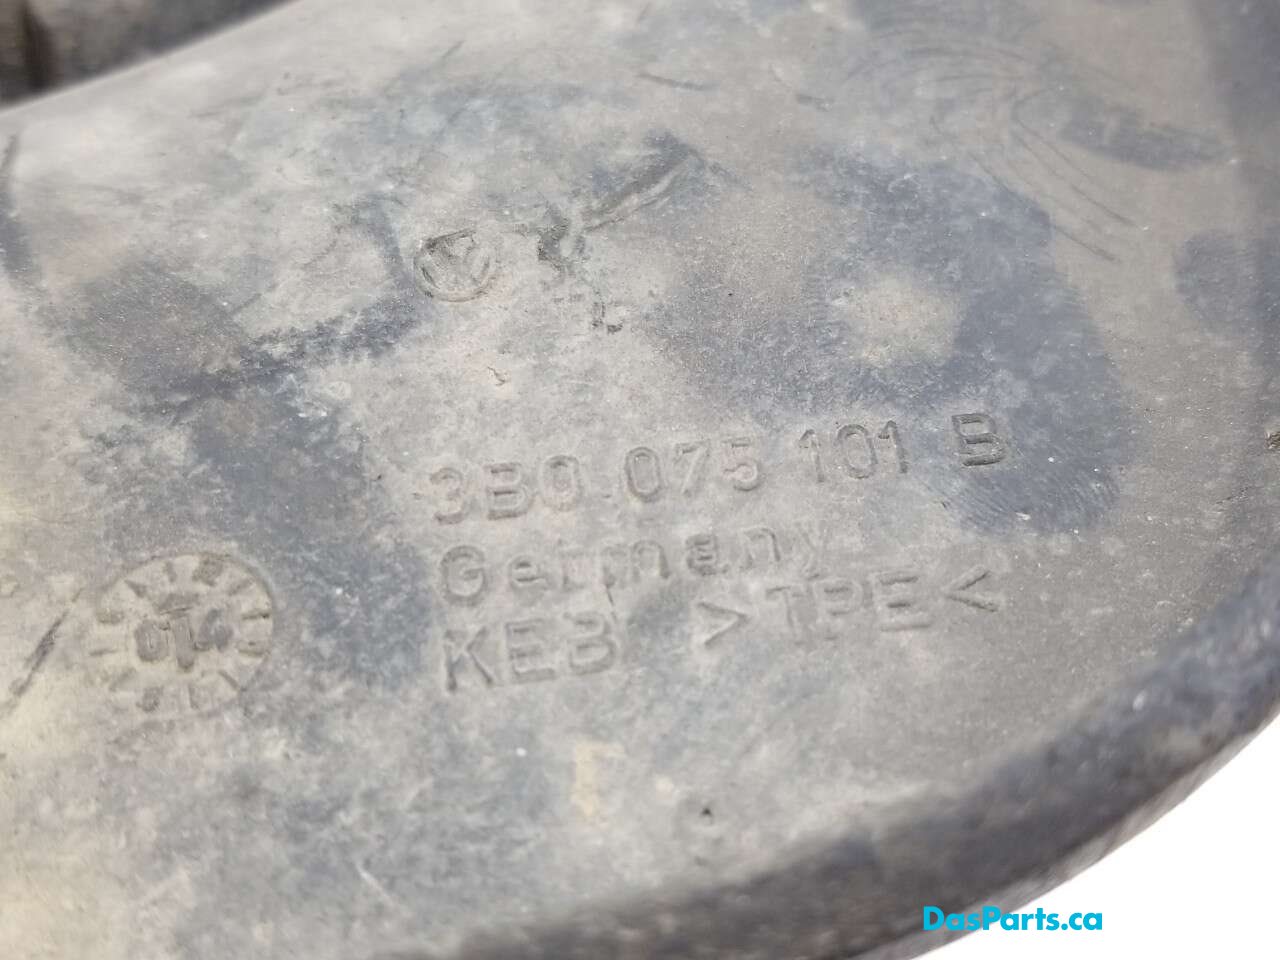 3B0 075 101 B
Germany
KEB >TPE<
DasParts.ca